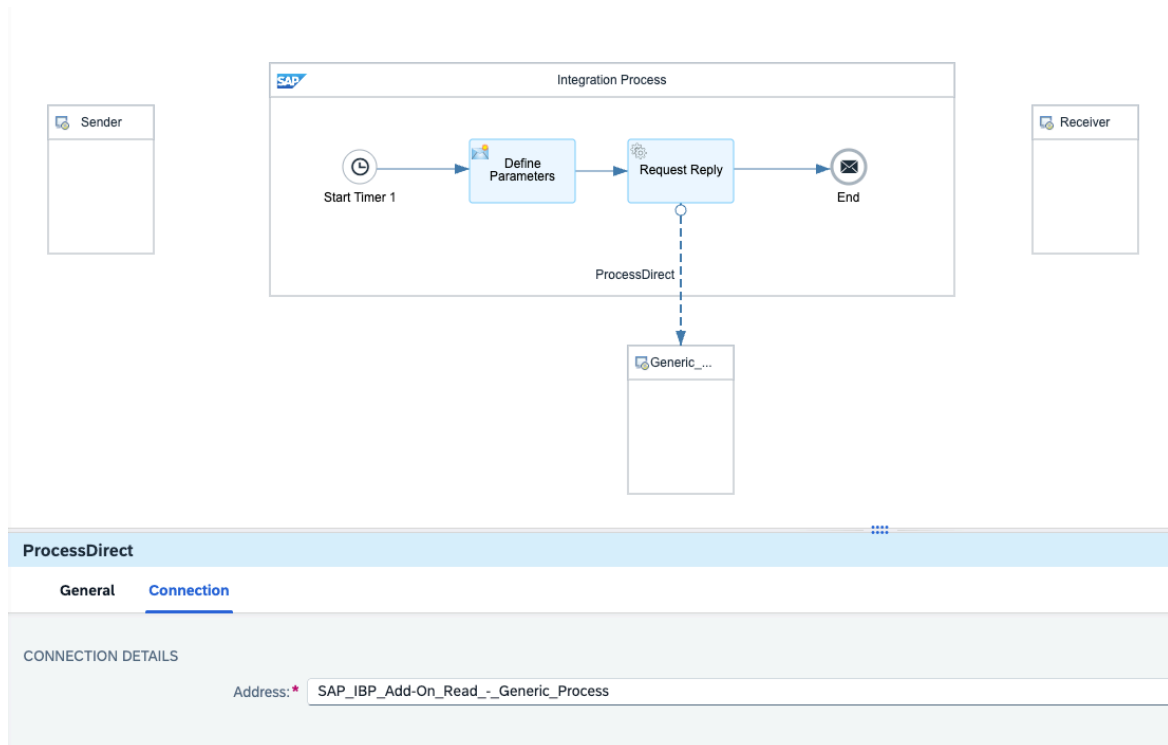 SAP
Integration Process
Sender
Receiver
Define
Parameters
Request Reply
Start Timer 1
End
ProcessDirect
Generic_...
ProcessDirect
General
Connection
CONNECTION DETAILS
Address:* SAP_IBP_Add-On_Read_-_Generic_Process